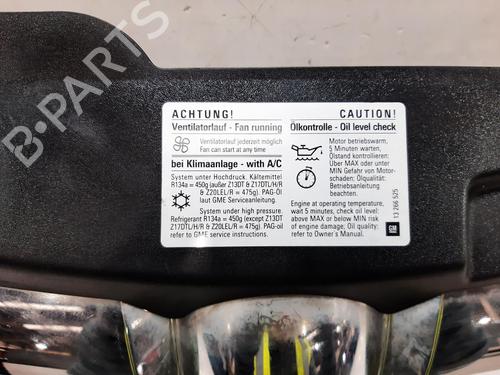 B-PARTS
ACHTUNG!
CAUTION!
Ventilatorlauf - Fan running
Ventilatorlauf jederzeit möglich
Fan can start at any time
bei Klimaanlage - with A/C
System unter Hochdruck. Kältemittel
R134a = 450g (außer Z13DT & Z17DTL/H/R
& Z20LEL/R = 475g). PAG-Öl
laut GME Serviceanleitung.
System under high pressure.
Refrigerant R134a = 450g (except Z13DT
Z17DTL/H/R & Z20LEL/R = 475g). PAG-oil
refer to GME service instructions.
Ölkontrolle - Oil level check
Motor betriebswarm,
5 Minuten warten,
Ölstand kontrollieren:
Über MAX oder unter
MIN Gefahr von Motor-
schaden; Ölqualität:
Betriebsanleitung
beachten.
Engine at operating temperature,
wait 5 minutes, check oil level:
above MAX or below MIN risk
of engine damage; Oil quality:
refer to Owner's Manual.
13 266 525
GM